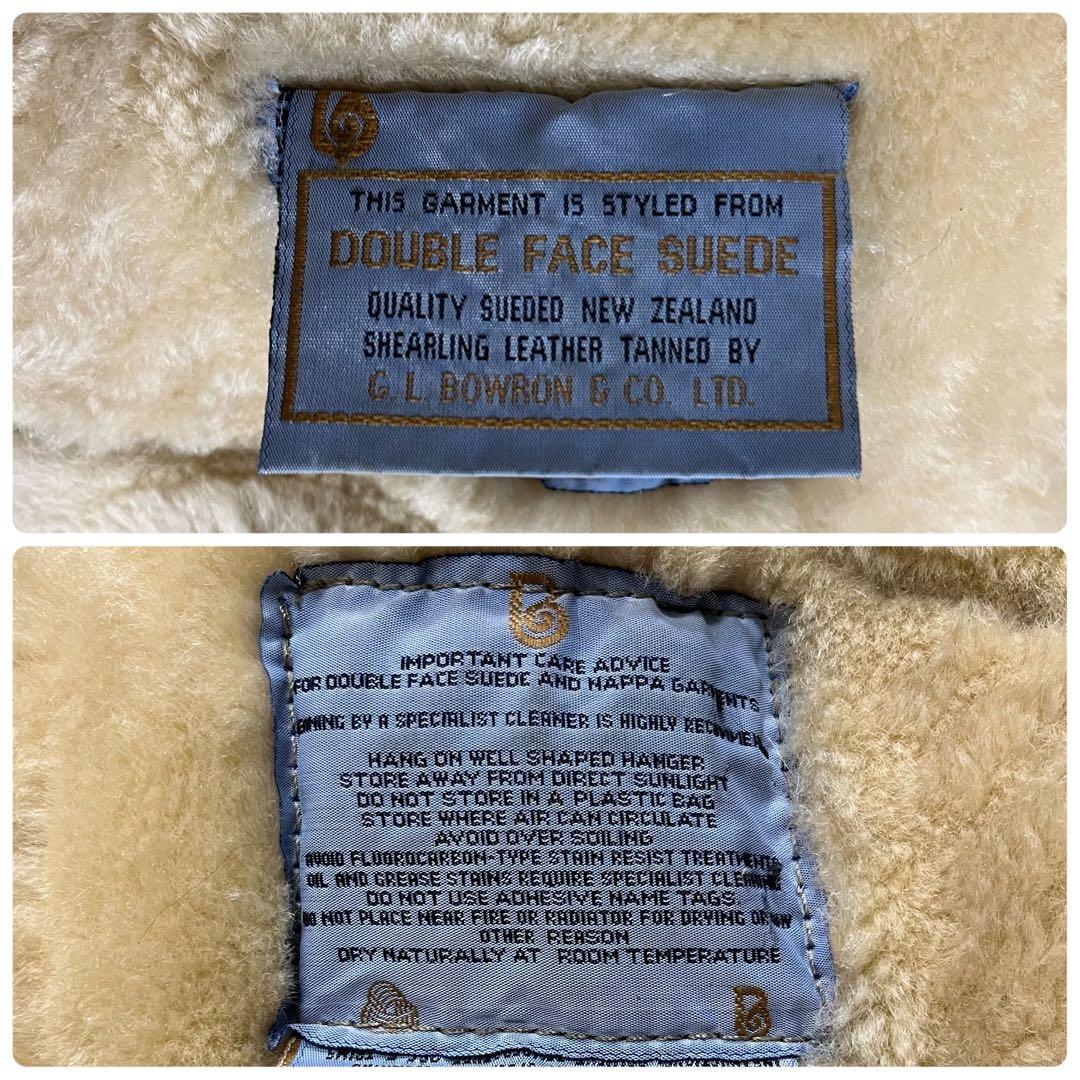 THIS GARMENT IS STYLED FROM
DOUBLE FACE SUEDE
QUALITY SUEDED NEW ZEALAND
SHEARLING LEATHER TANNED BY
G. L. BOWRON & CO. LTD.
B
IMPORTANT CARE ADVICE
FOR DOUBLE FACE SUEDE AND NAPPA GARMENTS
BY A SPECIALIST CLEANER IS HIGHLY
HANG ON WELL SHAPED HANGER
STORE AWAY FROM DIRECT SUNLIGHT
DO NOT STORE IN A PLASTIC BAG
STORE WHERE AIR CAN CIRCULATE
AVOID OVER SOILING
AVOID FLUOROCARBON-TYPE STAIN RESIST TREATMENTS
OIL AND GREASE STAINS REQUIRE SPECIALIST CLEANING
DO NOT USE ADHESIVE NAME TAGS
DO NOT PLACE NEAR FIRE OR RADIATOR FOR DRYING OR
OTHER REASON
DRY NATURALLY AT ROOM TEMPERATURE
B